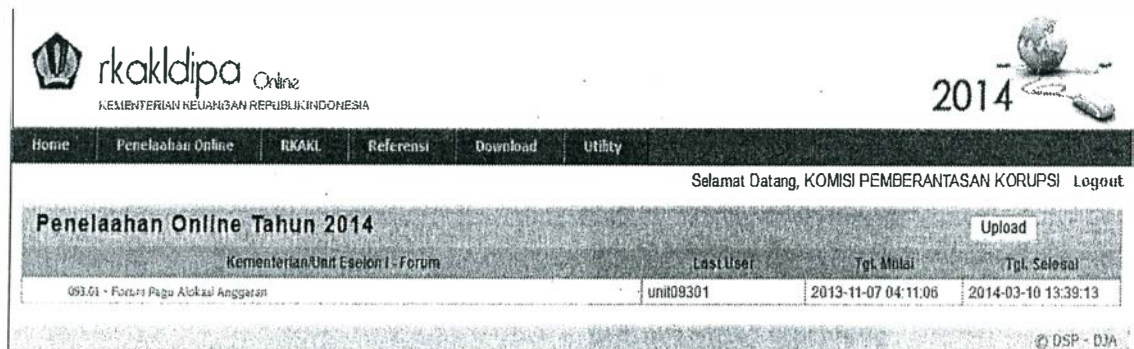 rkakldipa Online
KEMENTERIAN KEUANGAN REPUBLIK INDONESIA
2014
Home Penelaahan Online RKAKL Referensi Download Utility
Selamat Datang, KOMISI PEMBERANTASAN KORUPSI Logout
Penelaahan Online Tahun 2014 Upload
Kementerian/Unit Eselon I - Forum Last User Tgl. Mulai Tgl. Selesai
093.01 - Forum Pagu Alokasi Anggaran unit09301 2013-11-07 04:11:06 2014-03-10 13:39:13
© DSP - DJA